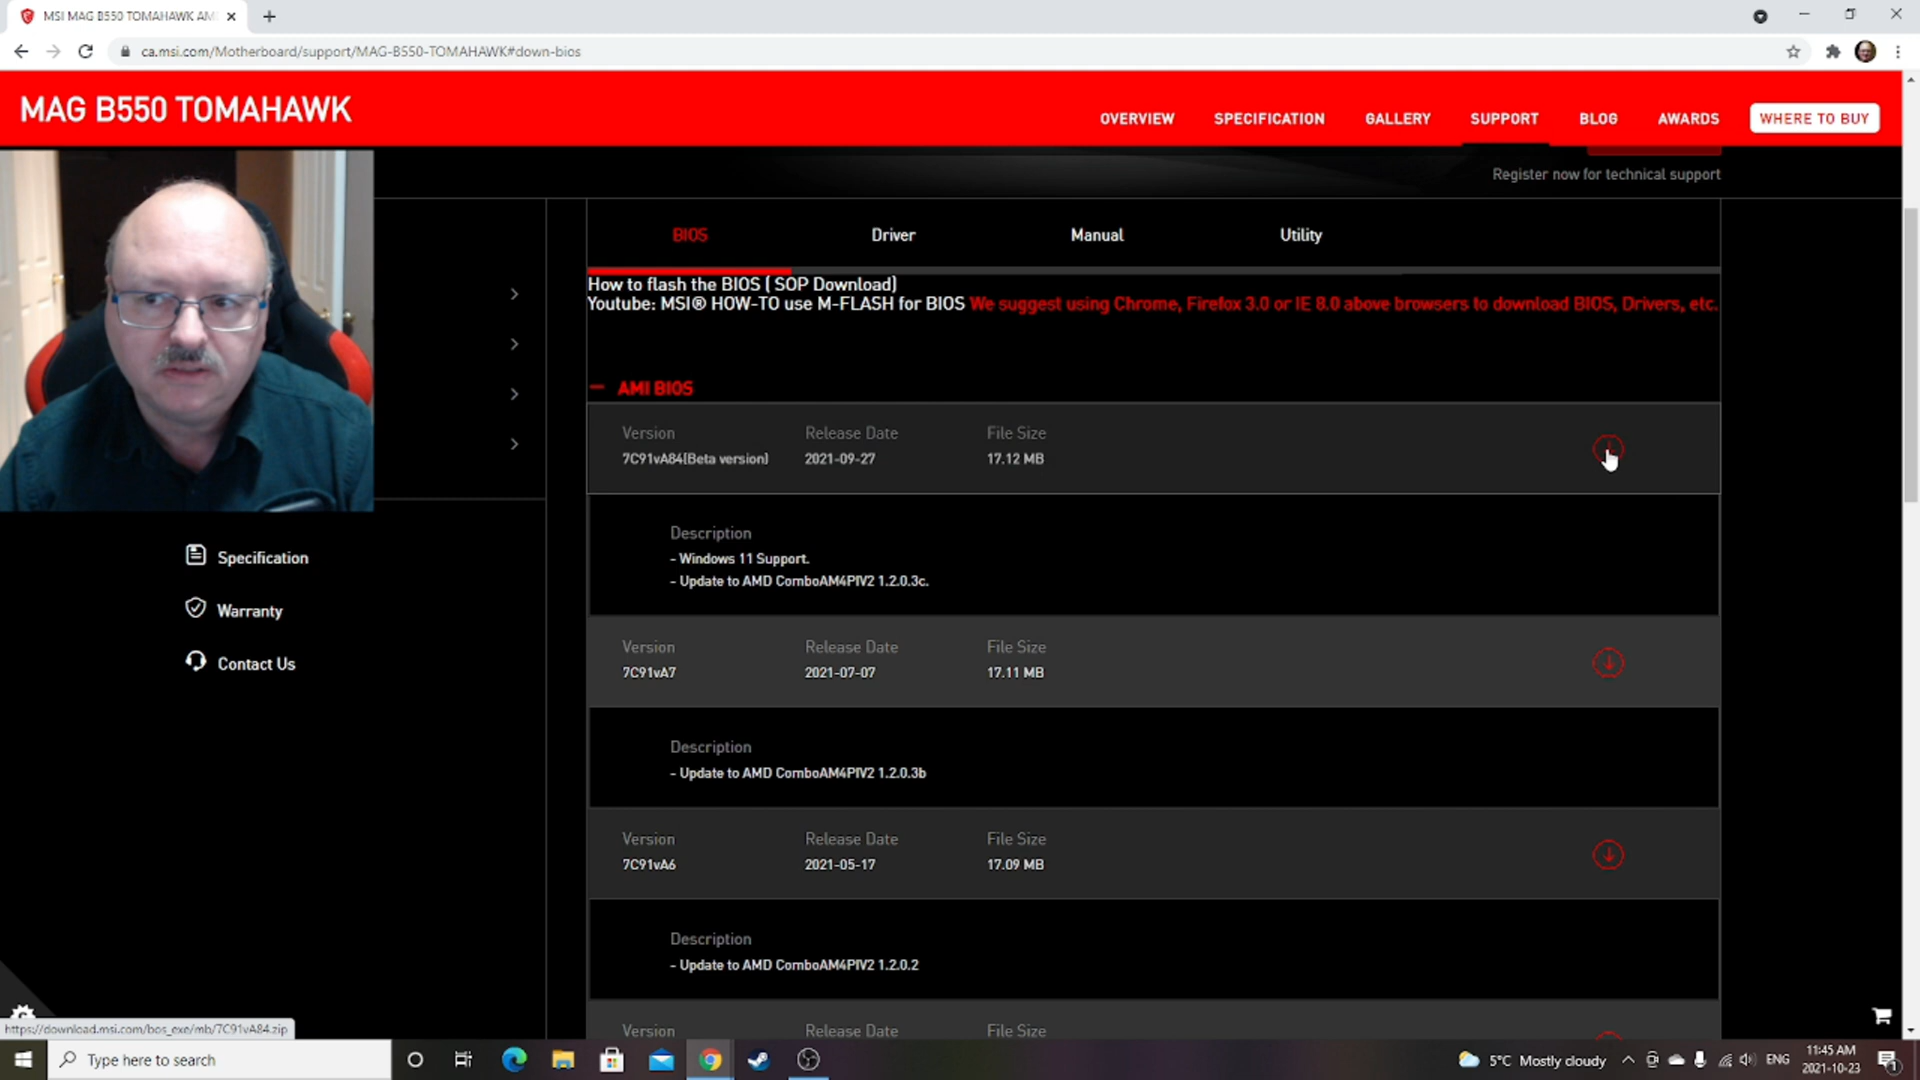 MSI MAG B550 TOMAHAWK AM
ca.msi.com/Motherboard/support/MAG-B550-TOMAHAWK#down-bios
MAG B550 TOMAHAWK
OVERVIEW SPECIFICATION GALLERY SUPPORT BLOG AWARDS WHERE TO BUY
Register now for technical support
BIOS Driver Manual Utility
How to flash the BIOS ( SOP Download)
Youtube: MSI® HOW-TO use M-FLASH for BIOS We suggest using Chrome, Firefox 3.0 or IE 8.0 above browsers to download BIOS, Drivers, etc.
AMI BIOS
Version Release Date File Size
7C91vA84(Beta version) 2021-09-27 17.12 MB
Description
- Windows 11 Support.
- Update to AMD ComboAM4PIV2 1.2.0.3c.
Specification
Warranty
Contact Us
Version Release Date File Size
7C91vA7 2021-07-07 17.11 MB
Description
- Update to AMD ComboAM4PIV2 1.2.0.3b
Version Release Date File Size
7C91vA6 2021-05-17 17.09 MB
Description
- Update to AMD ComboAM4PIV2 1.2.0.2
Version Release Date File Size
https://download.msi.com/bos_exe/mb/7C91vA84.zip
Type here to search
5°C Mostly cloudy
ENG
11:45 AM
2021-10-23
1